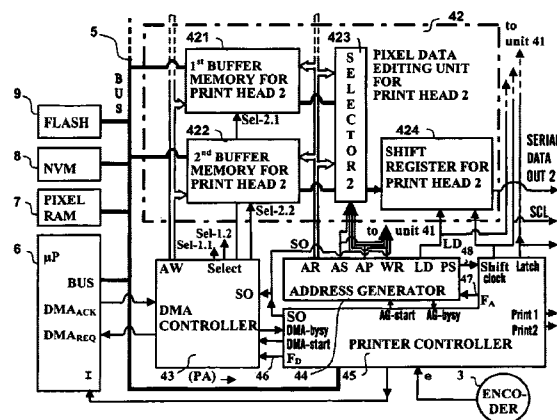 5
421
423
42
to
unit 41
BUS
1st BUFFER
MEMORY FOR
PRINT HEAD 2
SELECTOR 2
PIXEL DATA
EDITING UNIT
FOR
PRINT HEAD 2
9
FLASH
Sel-2.1
422
424
8
NVM
2nd BUFFER
MEMORY FOR
PRINT HEAD 2
SHIFT
REGISTER FOR
PRINT HEAD 2
SERIAL
DATA
OUT 2
7
PIXEL
RAM
Sel-2.2
to
unit 41
LD
SCL
6
Sel-1.2
Sel-1.1
SO
48
µP
BUS
AW
Select
AR
AS
AP
WR
LD
PS
Shift
clock
Latch
DMAACK
DMA
CONTROLLER
SO
ADDRESS GENERATOR
47
FA
DMAREQ
SO
DMA-busy
DMA-start
FD
AG-start
AG-busy
Print 1
Print2
PRINTER CONTROLLER
I
43
(PA)
46
44
45
e
3
ENCO-
DER